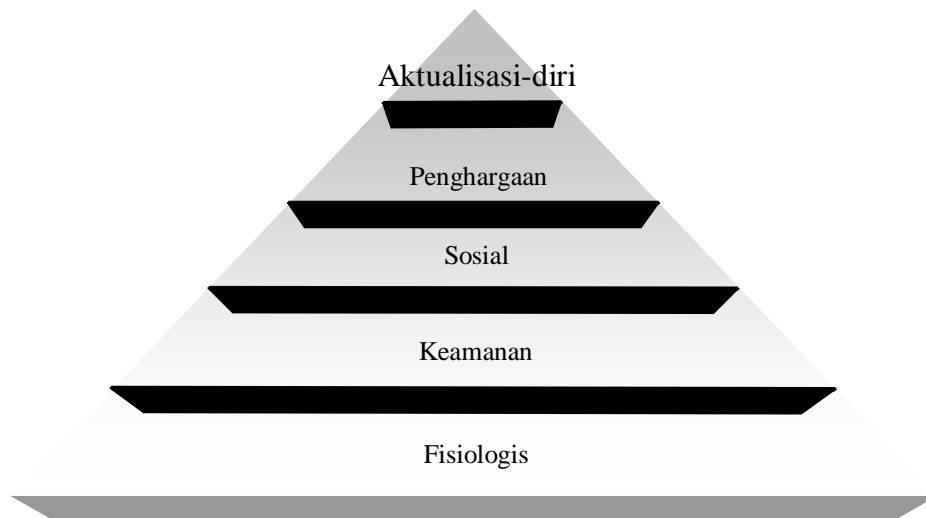 Aktualisasi-diri
Penghargaan
Sosial
Keamanan
Fisiologis